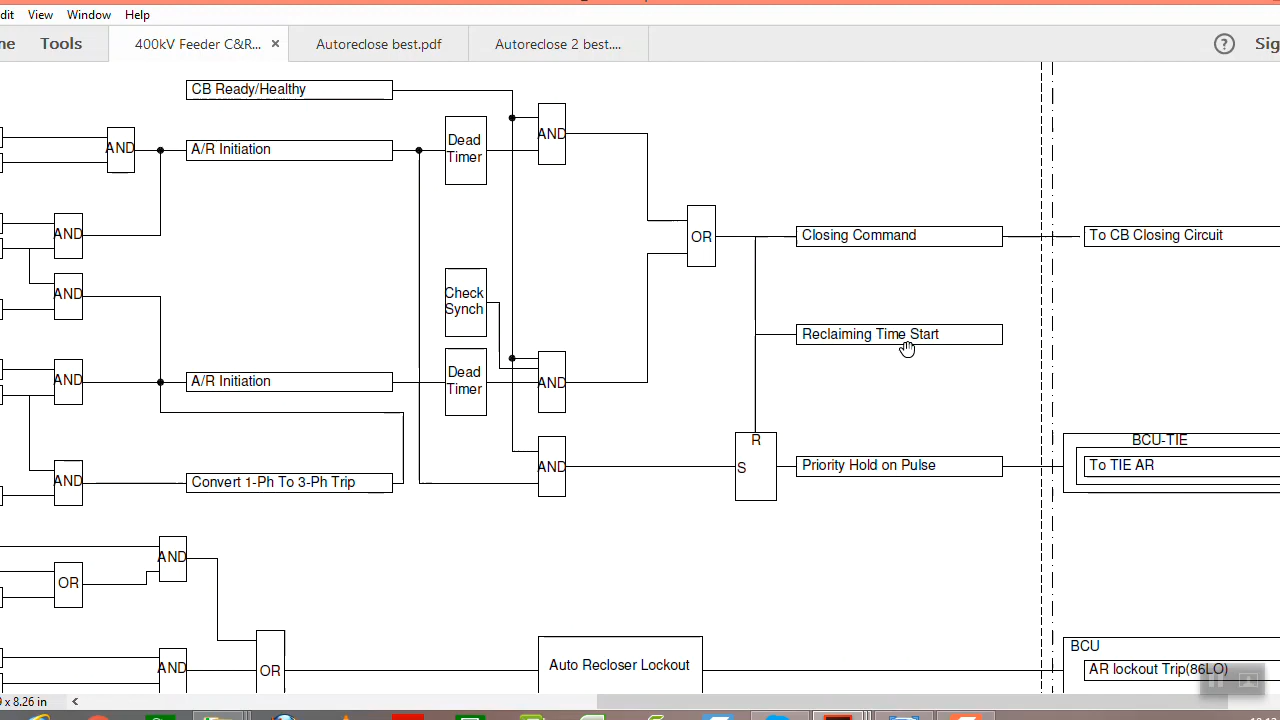 dit View Window Help
ne Tools 400kV Feeder C&R... × Autoreclose best.pdf Autoreclose 2 best.... ? Sig
CB Ready/Healthy
AND
Dead
Timer
AND
A/R Initiation
AND
OR
Closing Command
To CB Closing Circuit
AND
Check
Synch
Reclaiming Time Start
AND
A/R Initiation
Dead
Timer
AND
R
BCU-TIE
AND
S
Priority Hold on Pulse
To TIE AR
AND
Convert 1-Ph To 3-Ph Trip
AND
OR
AND
OR
Auto Recloser Lockout
BCU
AR lockout Trip(86LO)
x 8.26 in